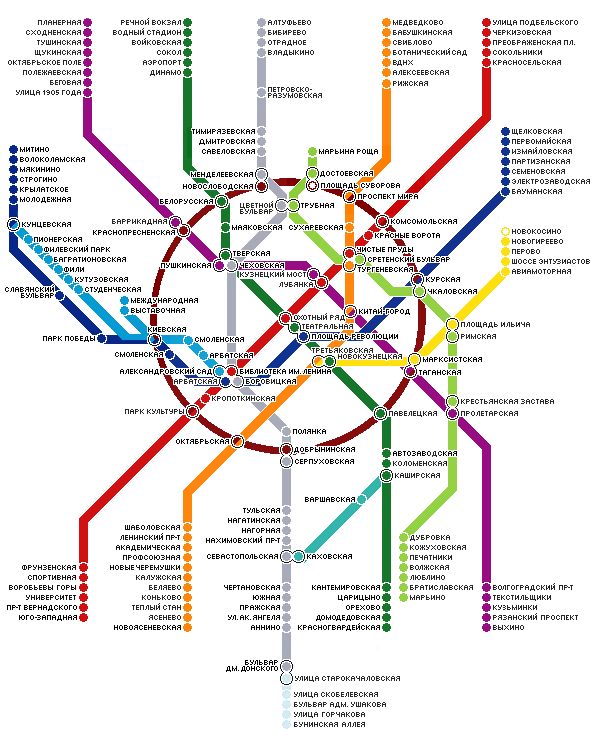 ПЛАНЕРНАЯ
СХОДНЕНСКАЯ
ТУШИНСКАЯ
ЩУКИНСКАЯ
ОКТЯБРЬСКОЕ ПОЛЕ
ПОЛЕЖАЕВСКАЯ
БЕГОВАЯ
УЛИЦА 1905 ГОДА
РЕЧНОЙ ВОКЗАЛ
ВОДНЫЙ СТАДИОН
ВОЙКОВСКАЯ
СОКОЛ
АЭРОПОРТ
ДИНАМО
АЛТУФЬЕВО
БИБИРЕВО
ОТРАДНОЕ
ВЛАДЫКИНО
ПЕТРОВСКО-
РАЗУМОВСКАЯ
ТИМИРЯЗЕВСКАЯ
ДМИТРОВСКАЯ
САВЕЛОВСКАЯ
МЕНДЕЛЕЕВСКАЯ
НОВОСЛОБОДСКАЯ
МЕДВЕДКОВО
БАБУШКИНСКАЯ
СВИБЛОВО
БОТАНИЧЕСКИЙ САД
ВДНХ
АЛЕКСЕЕВСКАЯ
РИЖСКАЯ
УЛИЦА ПОДБЕЛЬСКОГО
ЧЕРКИЗОВСКАЯ
ПРЕОБРАЖЕНСКАЯ ПЛ.
СОКОЛЬНИКИ
КРАСНОСЕЛЬСКАЯ
МАРЬИНА РОЩА
ДОСТОЕВСКАЯ
ПЛОЩАДЬ СУВОРОВА
ПРОСПЕКТ МИРА
ЩЕЛКОВСКАЯ
ПЕРВОМАЙСКАЯ
ИЗМАЙЛОВСКАЯ
ПАРТИЗАНСКАЯ
СЕМЕНОВСКАЯ
ЭЛЕКТРОЗАВОДСКАЯ
БАУМАНСКАЯ
МИТИНО
ВОЛОКОЛАМСКАЯ
МЯКИНИНО
СТРОГИНО
КРЫЛАТСКОЕ
МОЛОДЕЖНАЯ
КУНЦЕВСКАЯ
ПИОНЕРСКАЯ
ФИЛЕВСКИЙ ПАРК
БАГРАТИОНОВСКАЯ
ФИЛИ
КУТУЗОВСКАЯ
СТУДЕНЧЕСКАЯ
СЛАВЯНСКИЙ
БУЛЬВАР
ПАРК ПОБЕДЫ
МЕЖДУНАРОДНАЯ
ВЫСТАВОЧНАЯ
КИЕВСКАЯ
СМОЛЕНСКАЯ
СМОЛЕНСКАЯ
АРБАТСКАЯ
АЛЕКСАНДРОВСКИЙ САД
АРБАТСКАЯ
БЕЛОРУССКАЯ
БАРРИКАДНАЯ
КРАСНОПРЕСНЕНСКАЯ
МАЯКОВСКАЯ
ТВЕРСКАЯ
ПУШКИНСКАЯ
ЧЕХОВСКАЯ
ЦВЕТНОЙ
БУЛЬВАР
ТРУБНАЯ
СУХАРЕВСКАЯ
КОМСОМОЛЬСКАЯ
КРАСНЫЕ ВОРОТА
ЧИСТЫЕ ПРУДЫ
СРЕТЕНСКИЙ БУЛЬВАР
ТУРГЕНЕВСКАЯ
КУЗНЕЦКИЙ МОСТ
ЛУБЯНКА
КУРСКАЯ
ЧКАЛОВСКАЯ
КИТАЙ-ГОРОД
ОХОТНЫЙ РЯД
ТЕАТРАЛЬНАЯ
ПЛОЩАДЬ РЕВОЛЮЦИИ
ТРЕТЬЯКОВСКАЯ
НОВОКУЗНЕЦКАЯ
БИБЛИОТЕКА ИМ.ЛЕНИНА
БОРОВИЦКАЯ
НОВОКОСИНО
НОВОГИРЕЕВО
ПЕРОВО
ШОССЕ ЭНТУЗИАСТОВ
АВИАМОТОРНАЯ
ПЛОЩАДЬ ИЛЬИЧА
РИМСКАЯ
МАРКСИСТСКАЯ
ТАГАНСКАЯ
КРЕСТЬЯНСКАЯ ЗАСТАВА
ПРОЛЕТАРСКАЯ
ПАВЕЛЕЦКАЯ
КРОПОТКИНСКАЯ
ПАРК КУЛЬТУРЫ
ОКТЯБРЬСКАЯ
ПОЛЯНКА
ДОБРЫНИНСКАЯ
СЕРПУХОВСКАЯ
АВТОЗАВОДСКАЯ
КОЛОМЕНСКАЯ
КАШИРСКАЯ
ВАРШАВСКАЯ
КАХОВСКАЯ
ТУЛЬСКАЯ
НАГАТИНСКАЯ
НАГОРНАЯ
НАХИМОВСКИЙ ПР-Т
СЕВАСТОПОЛЬСКАЯ
ЧЕРТАНОВСКАЯ
ЮЖНАЯ
ПРАЖСКАЯ
УЛ.АК.ЯНГЕЛЯ
АННИНО
ФРУНЗЕНСКАЯ
СПОРТИВНАЯ
ВОРОБЬЕВЫ ГОРЫ
УНИВЕРСИТЕТ
ПР-Т ВЕРНАДСКОГО
ЮГО-ЗАПАДНАЯ
ШАБОЛОВСКАЯ
ЛЕНИНСКИЙ ПР-Т
АКАДЕМИЧЕСКАЯ
ПРОФСОЮЗНАЯ
НОВЫЕ ЧЕРЕМУШКИ
КАЛУЖСКАЯ
БЕЛЯЕВО
КОНЬКОВО
ТЕПЛЫЙ СТАН
ЯСЕНЕВО
НОВОЯСЕНЕВСКАЯ
КАНТЕМИРОВСКАЯ
ЦАРИЦЫНО
ОРЕХОВО
ДОМОДЕДОВСКАЯ
КРАСНОГВАРДЕЙСКАЯ
ДУБРОВКА
КОЖУХОВСКАЯ
ПЕЧАТНИКИ
ВОЛЖСКАЯ
ЛЮБЛИНО
БРАТИСЛАВСКАЯ
МАРЬИНО
ВОЛГОГРАДСКИЙ ПР-Т
ТЕКСТИЛЬЩИКИ
КУЗЬМИНКИ
РЯЗАНСКИЙ ПРОСПЕКТ
ВЫХИНО
БУЛЬВАР
ДМ.ДОНСКОГО
УЛИЦА СТАРОКАЧАЛОВСКАЯ
УЛИЦА СКОБЕЛЕВСКАЯ
БУЛЬВАР АДМ. УШАКОВА
УЛИЦА ГОРЧАКОВА
БУНИНСКАЯ АЛЛЕЯ